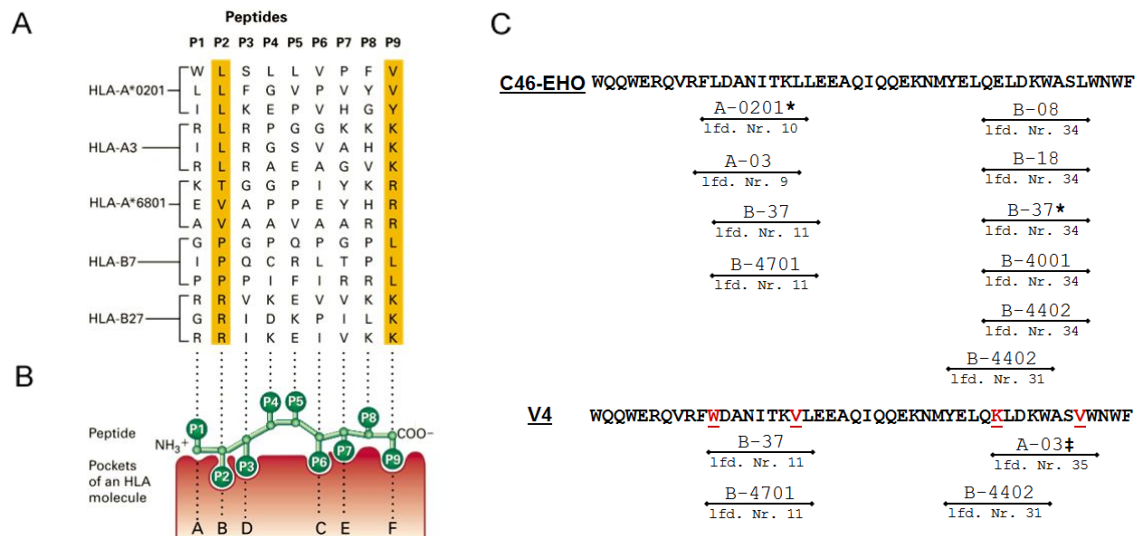 A
Peptides
P1 P2 P3 P4 P5 P6 P7 P8 P9
HLA-A*0201
W L S L L V P F V
L L F G V P V Y V
I L K E P V H G Y
HLA-A3
R L R P G G K K K
I L R G S V A H K
R L R A E A G V K
HLA-A*6801
K T G G P I Y K R
E V A P P E Y H R
A V A A V A A R R
HLA-B7
G P G P Q P G P L
I P Q C R L T P L
P P P I F I R R L
HLA-B27
R R V K E V V K K
G R I D K P I L K
R R I K E I V K K
B
Peptide
NH3+
P1 P2 P3 P4 P5 P6 P7 P8 P9
COO−
Pockets
of an HLA
molecule
A B D C E F
C
C46-EHO WQQWERQVRFLDANITKLLEEAQIQQEKNMYELQELDKWASLWNWF
A-0201*
lfd. Nr. 10
A-03
lfd. Nr. 9
B-37
lfd. Nr. 11
B-4701
lfd. Nr. 11
B-08
lfd. Nr. 34
B-18
lfd. Nr. 34
B-37*
lfd. Nr. 34
B-4001
lfd. Nr. 34
B-4402
lfd. Nr. 34
B-4402
lfd. Nr. 31
V4 WQQWERQVRFWDANITKVLEEAQIQQEKNMYELQKLDKWASVWNWF
B-37
lfd. Nr. 11
B-4701
lfd. Nr. 11
A-03‡
lfd. Nr. 35
B-4402
lfd. Nr. 31